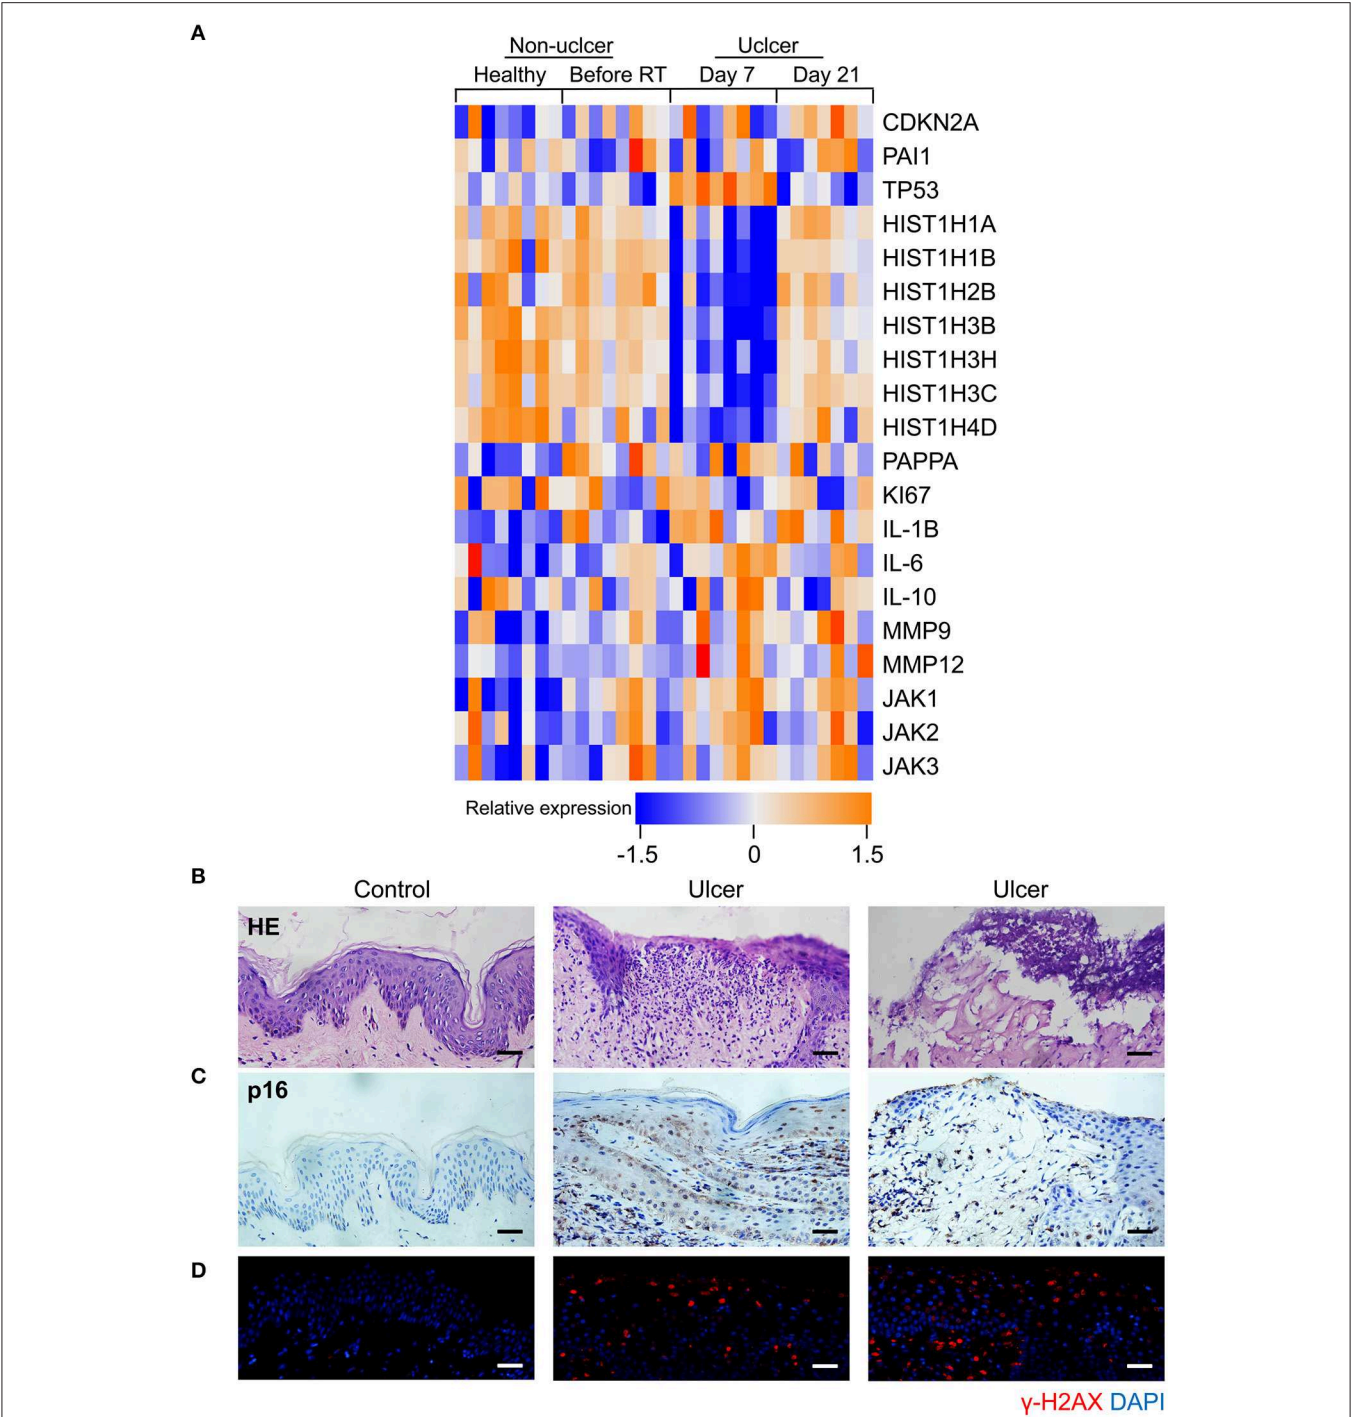 A
Non-uclcer Uclcer
Healthy Before RT Day 7 Day 21
CDKN2A
PAI1
TP53
HIST1H1A
HIST1H1B
HIST1H2B
HIST1H3B
HIST1H3H
HIST1H3C
HIST1H4D
PAPPA
KI67
IL-1B
IL-6
IL-10
MMP9
MMP12
JAK1
JAK2
JAK3
Relative expression
-1.5 0 1.5
B
Control Ulcer Ulcer
HE
C
p16
D
γ-H2AX DAPI